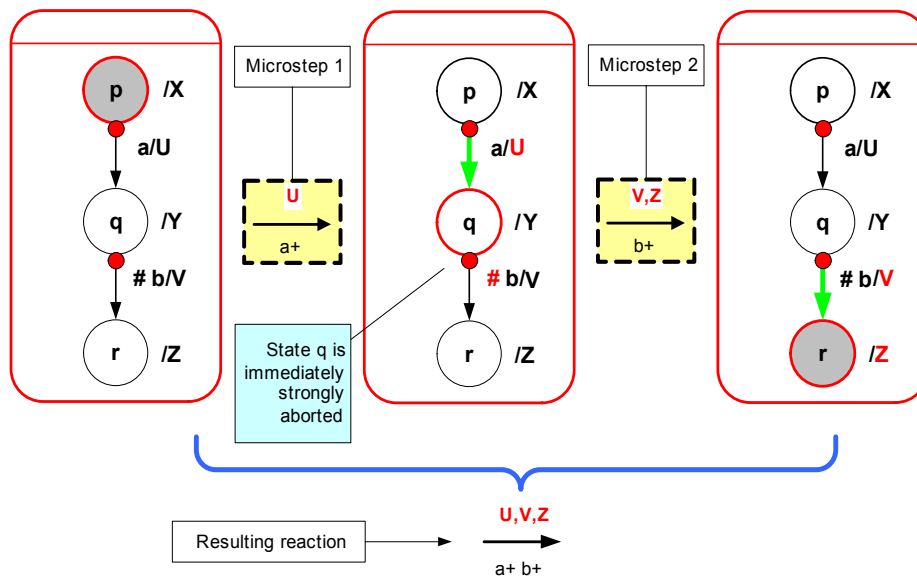 Microstep 1
Microstep 2
p /X
a/U
q /Y
# b/V
r /Z
U
a+
p /X
a/U
q /Y
# b/V
r /Z
V,Z
b+
p /X
a/U
q /Y
# b/V
r /Z
State q is
immediately
strongly
aborted
U,V,Z
Resulting reaction
a+ b+